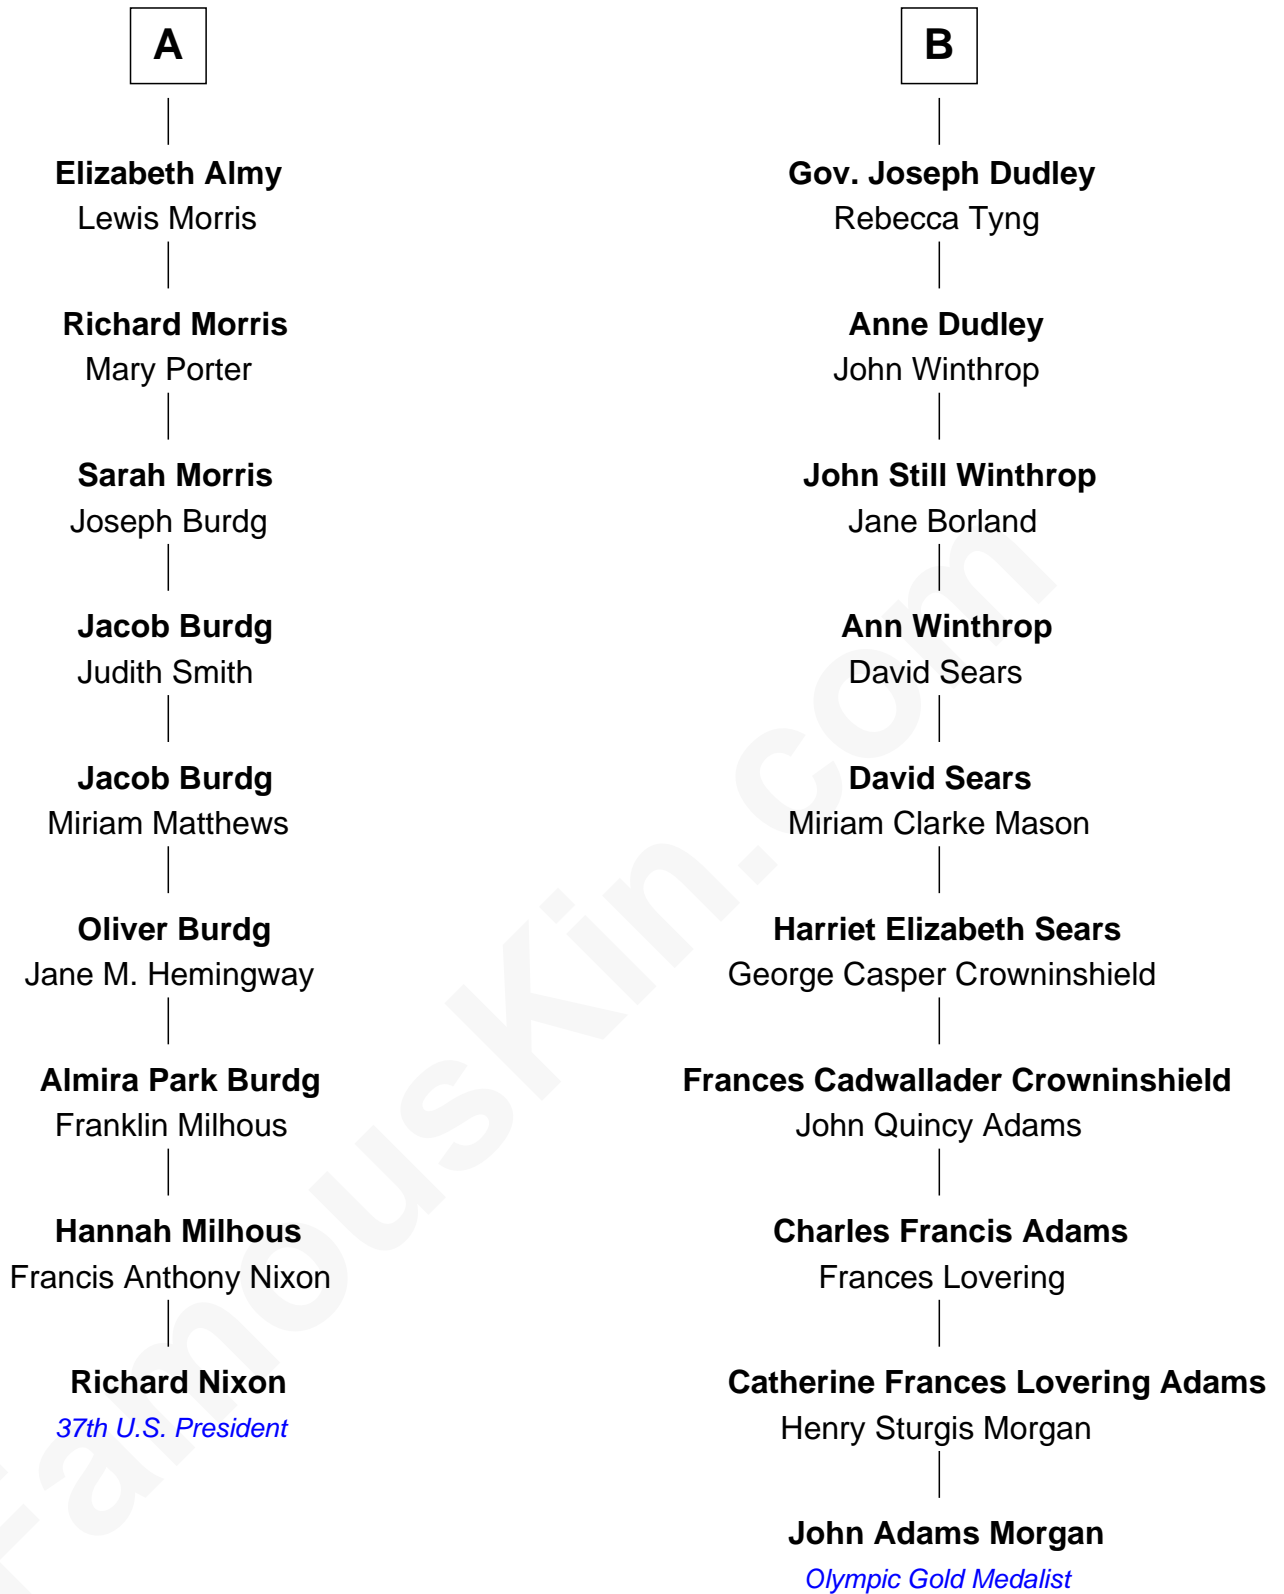 A
Elizabeth Almy
Lewis Morris
Richard Morris
Mary Porter
Sarah Morris
Joseph Burdg
Jacob Burdg
Judith Smith
Jacob Burdg
Miriam Matthews
Oliver Burdg
Jane M. Hemingway
Almira Park Burdg
Franklin Milhous
Hannah Milhous
Francis Anthony Nixon
Richard Nixon
37th U.S. President
B
Gov. Joseph Dudley
Rebecca Tyng
Anne Dudley
John Winthrop
John Still Winthrop
Jane Borland
Ann Winthrop
David Sears
David Sears
Miriam Clarke Mason
Harriet Elizabeth Sears
George Casper Crowninshield
Frances Cadwallader Crowninshield
John Quincy Adams
Charles Francis Adams
Frances Lovering
Catherine Frances Lovering Adams
Henry Sturgis Morgan
John Adams Morgan
Olympic Gold Medalist
FamousKin.com